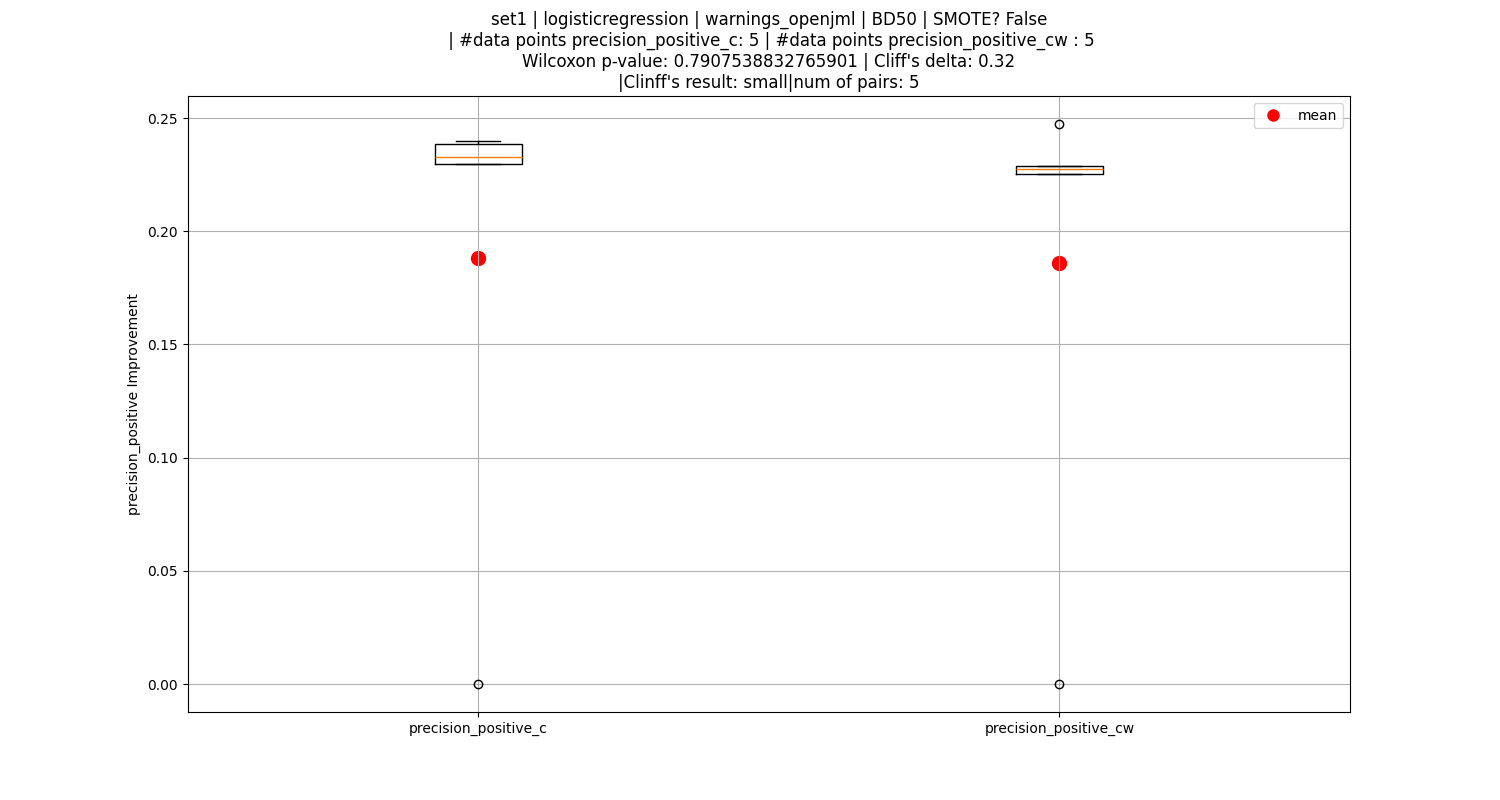 set1 | logisticregression | warnings_openjml | BD50 | SMOTE? False
| #data points precision_positive_c: 5 | #data points precision_positive_cw : 5
Wilcoxon p-value: 0.7907538832765901 | Cliff's delta: 0.32
|Clinff's result: small|num of pairs: 5
mean
0.25
0.20
0.15
0.10
0.05
0.00
precision_positive Improvement
precision_positive_c
precision_positive_cw